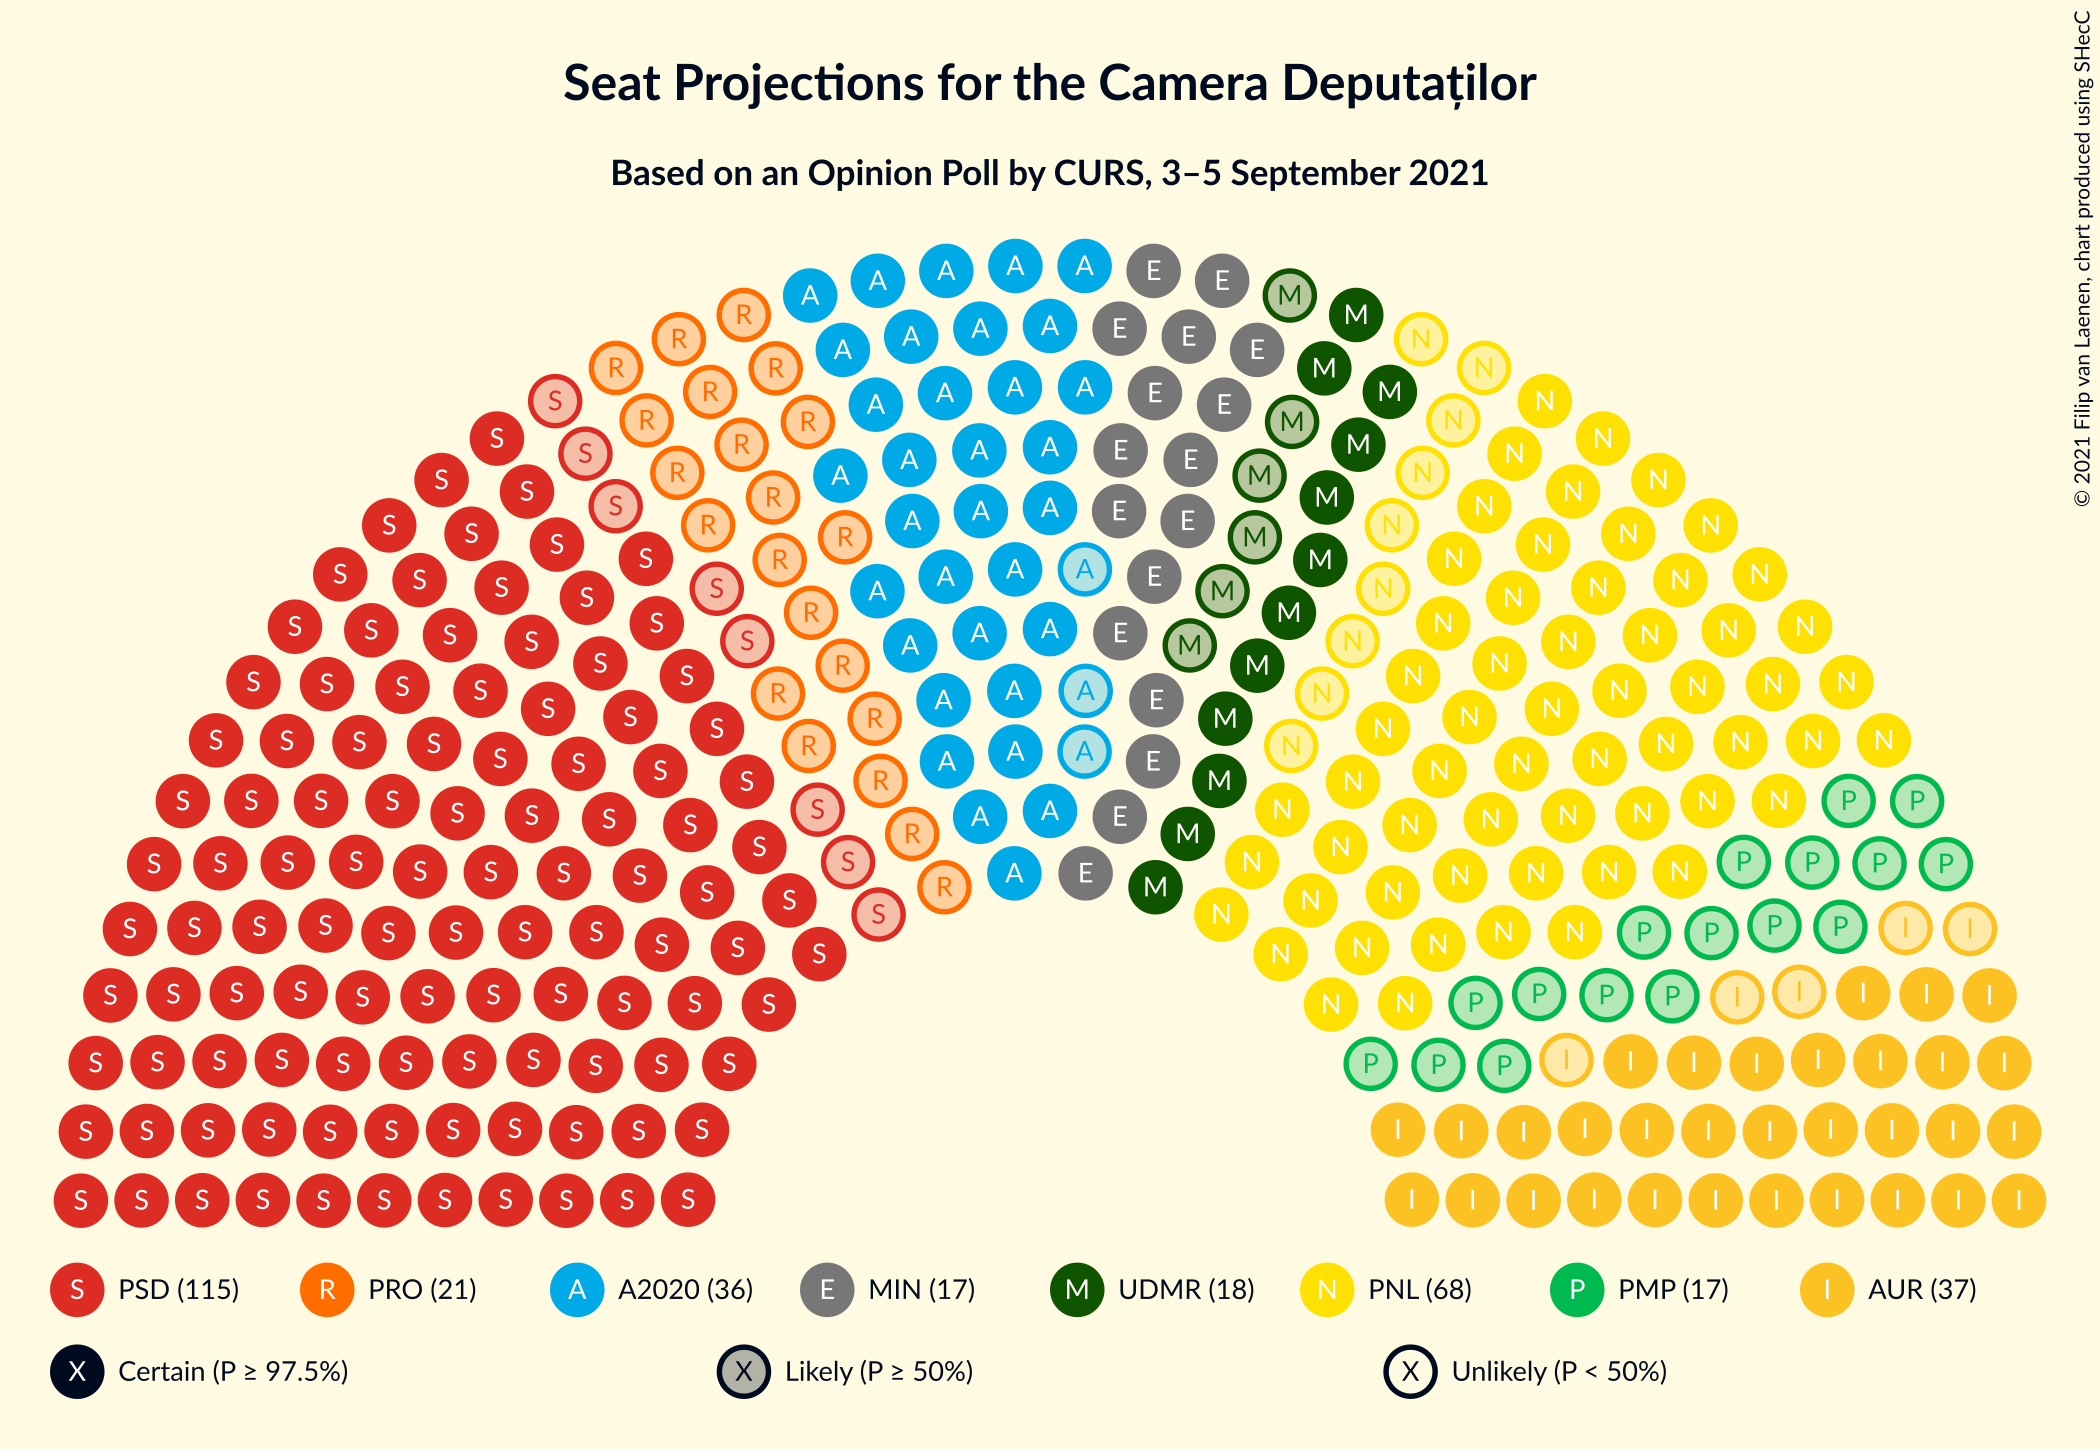 Seat Projections for the Camera Deputaților
Based on an Opinion Poll by CURS, 3–5 September 2021
© 2021 Filip van Laenen, chart produced using SHecC
S PSD (115) R PRO (21) A A2020 (36) E MIN (17) M UDMR (18) N PNL (68) P PMP (17) I AUR (37)
X Certain (P ≥ 97.5%) X Likely (P ≥ 50%) X Unlikely (P < 50%)